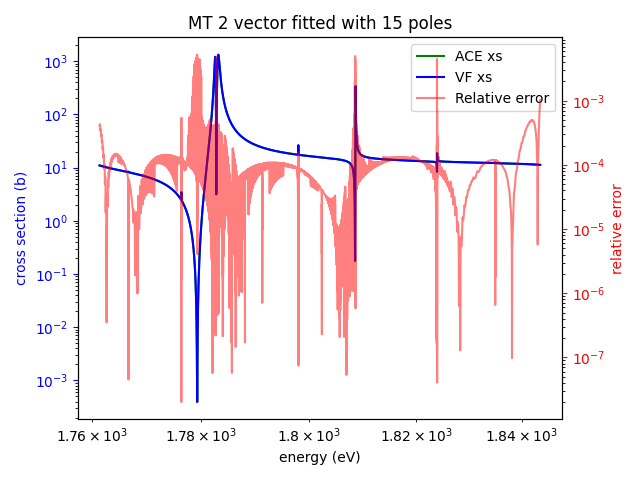 MT 2 vector fitted with 15 poles
ACE xs
VF xs
Relative error
cross section (b)
10³
10²
10¹
10⁰
10⁻¹
10⁻²
10⁻³
10⁻³
10⁻⁴
10⁻⁵
10⁻⁶
10⁻⁷
relative error
1.76 × 10³ 1.78 × 10³ 1.8 × 10³ 1.82 × 10³ 1.84 × 10³
energy (eV)